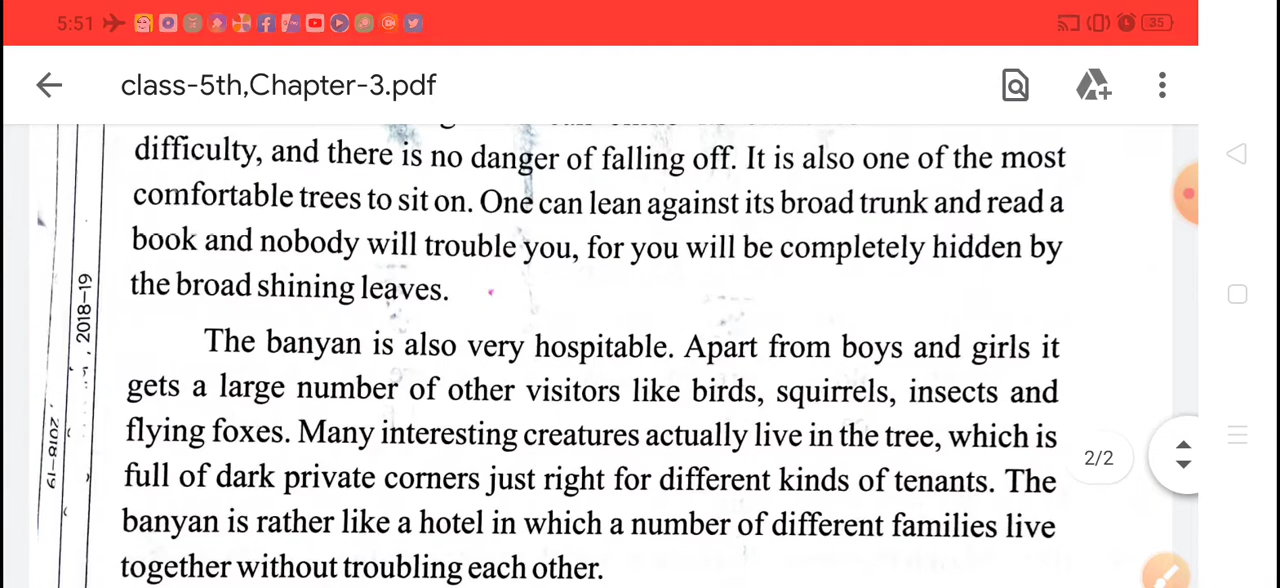 5:51
35
class-5th,Chapter-3.pdf
difficulty, and there is no danger of falling off. It is also one of the most
comfortable trees to sit on. One can lean against its broad trunk and read a
book and nobody will trouble you, for you will be completely hidden by
the broad shining leaves.
The banyan is also very hospitable. Apart from boys and girls it
gets a large number of other visitors like birds, squirrels, insects and
flying foxes. Many interesting creatures actually live in the tree, which is
full of dark private corners just right for different kinds of tenants. The
banyan is rather like a hotel in which a number of different families live
together without troubling each other.
2/2
, 2018–19
, 2018–19